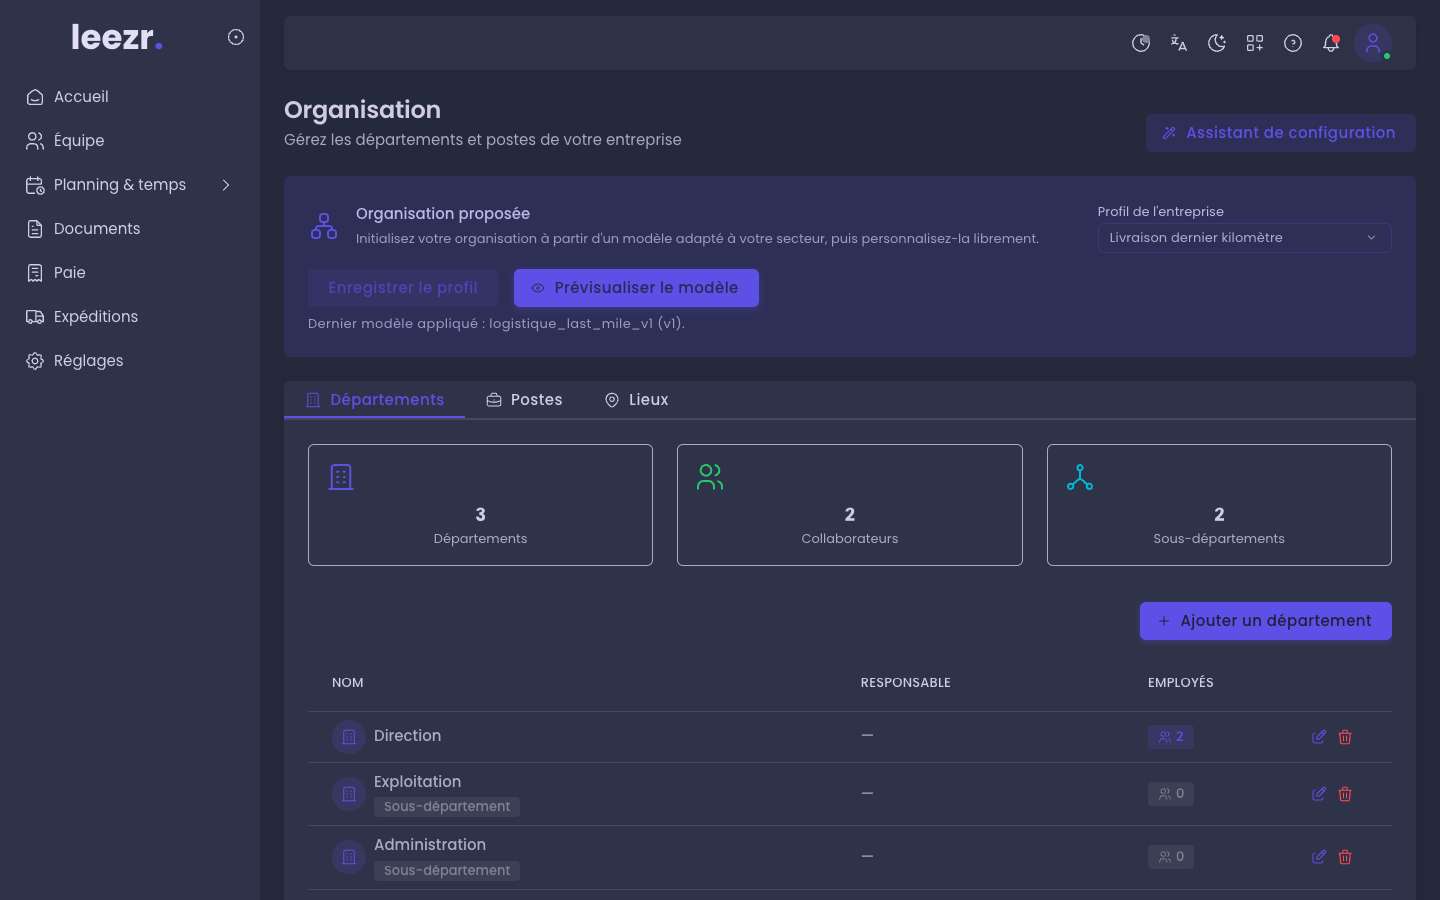 leezr.
Accueil
Équipe
Planning & temps
Documents
Paie
Expéditions
Réglages
Organisation
Gérez les départements et postes de votre entreprise
Assistant de configuration
Organisation proposée
Initialisez votre organisation à partir d'un modèle adapté à votre secteur, puis personnalisez-la librement.
Profil de l'entreprise
Livraison dernier kilomètre
Enregistrer le profil
Prévisualiser le modèle
Dernier modèle appliqué : logistique_last_mile_v1 (v1).
Départements
Postes
Lieux
3
Départements
2
Collaborateurs
2
Sous-départements
Ajouter un département
NOM
RESPONSABLE
EMPLOYÉS
Direction
—
2
Exploitation
Sous-département
—
0
Administration
Sous-département
—
0